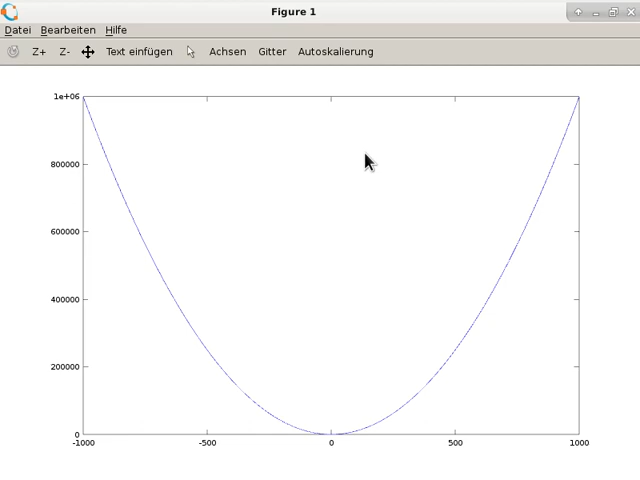 Figure 1
Datei Bearbeiten Hilfe
Z+ Z- Text einfügen Achsen Gitter Autoskalierung
1e+06
800000
600000
400000
200000
0
-1000 -500 0 500 1000